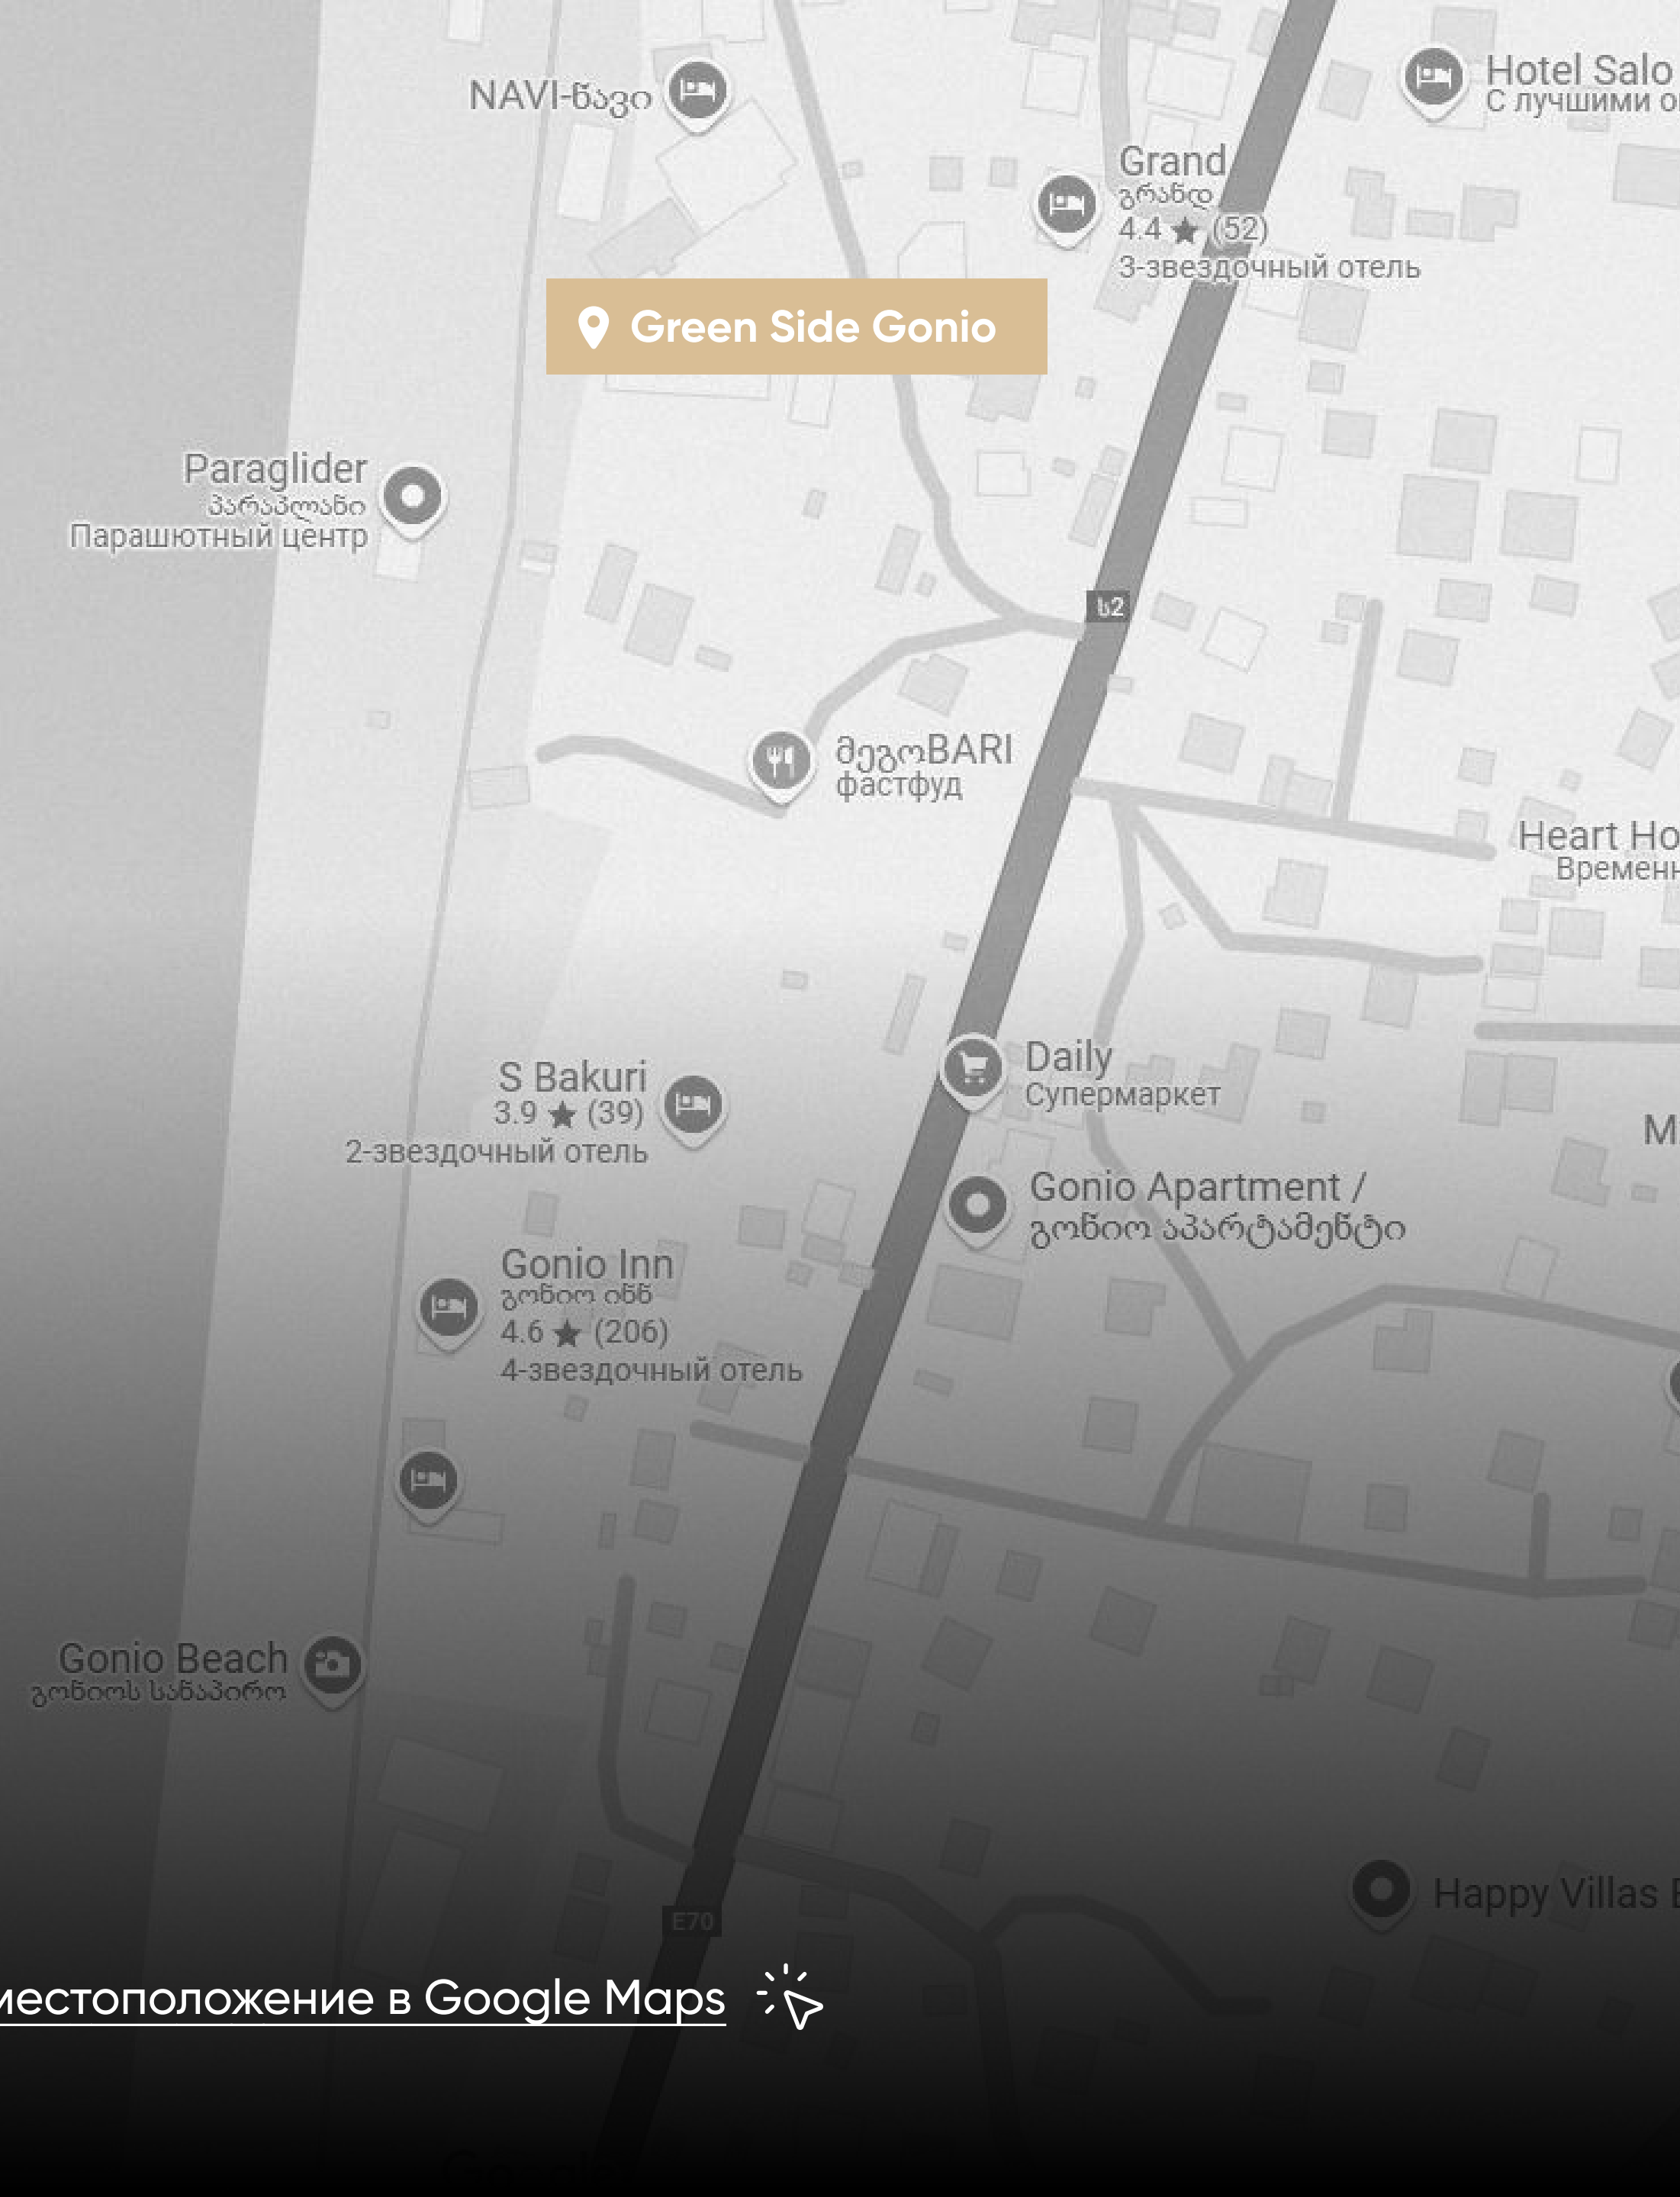 NAVI-ნავი
Hotel Salo
С лучшими о
Grand
გრანდ
4.4 ★ (52)
3-звездочный отель
Green Side Gonio
Paraglider
პარაპლანი
Парашютный центр
ს2
მეგოBARI
фастфуд
Heart Ho
Временн
S Bakuri
3.9 ★ (39)
2-звездочный отель
Daily
Супермаркет
M
Gonio Apartment /
გონიო აპარტამენტი
Gonio Inn
გონიო ინნ
4.6 ★ (206)
4-звездочный отель
Gonio Beach
გონიოს სანაპირო
Happy Villas
E70
местоположение в Google Maps